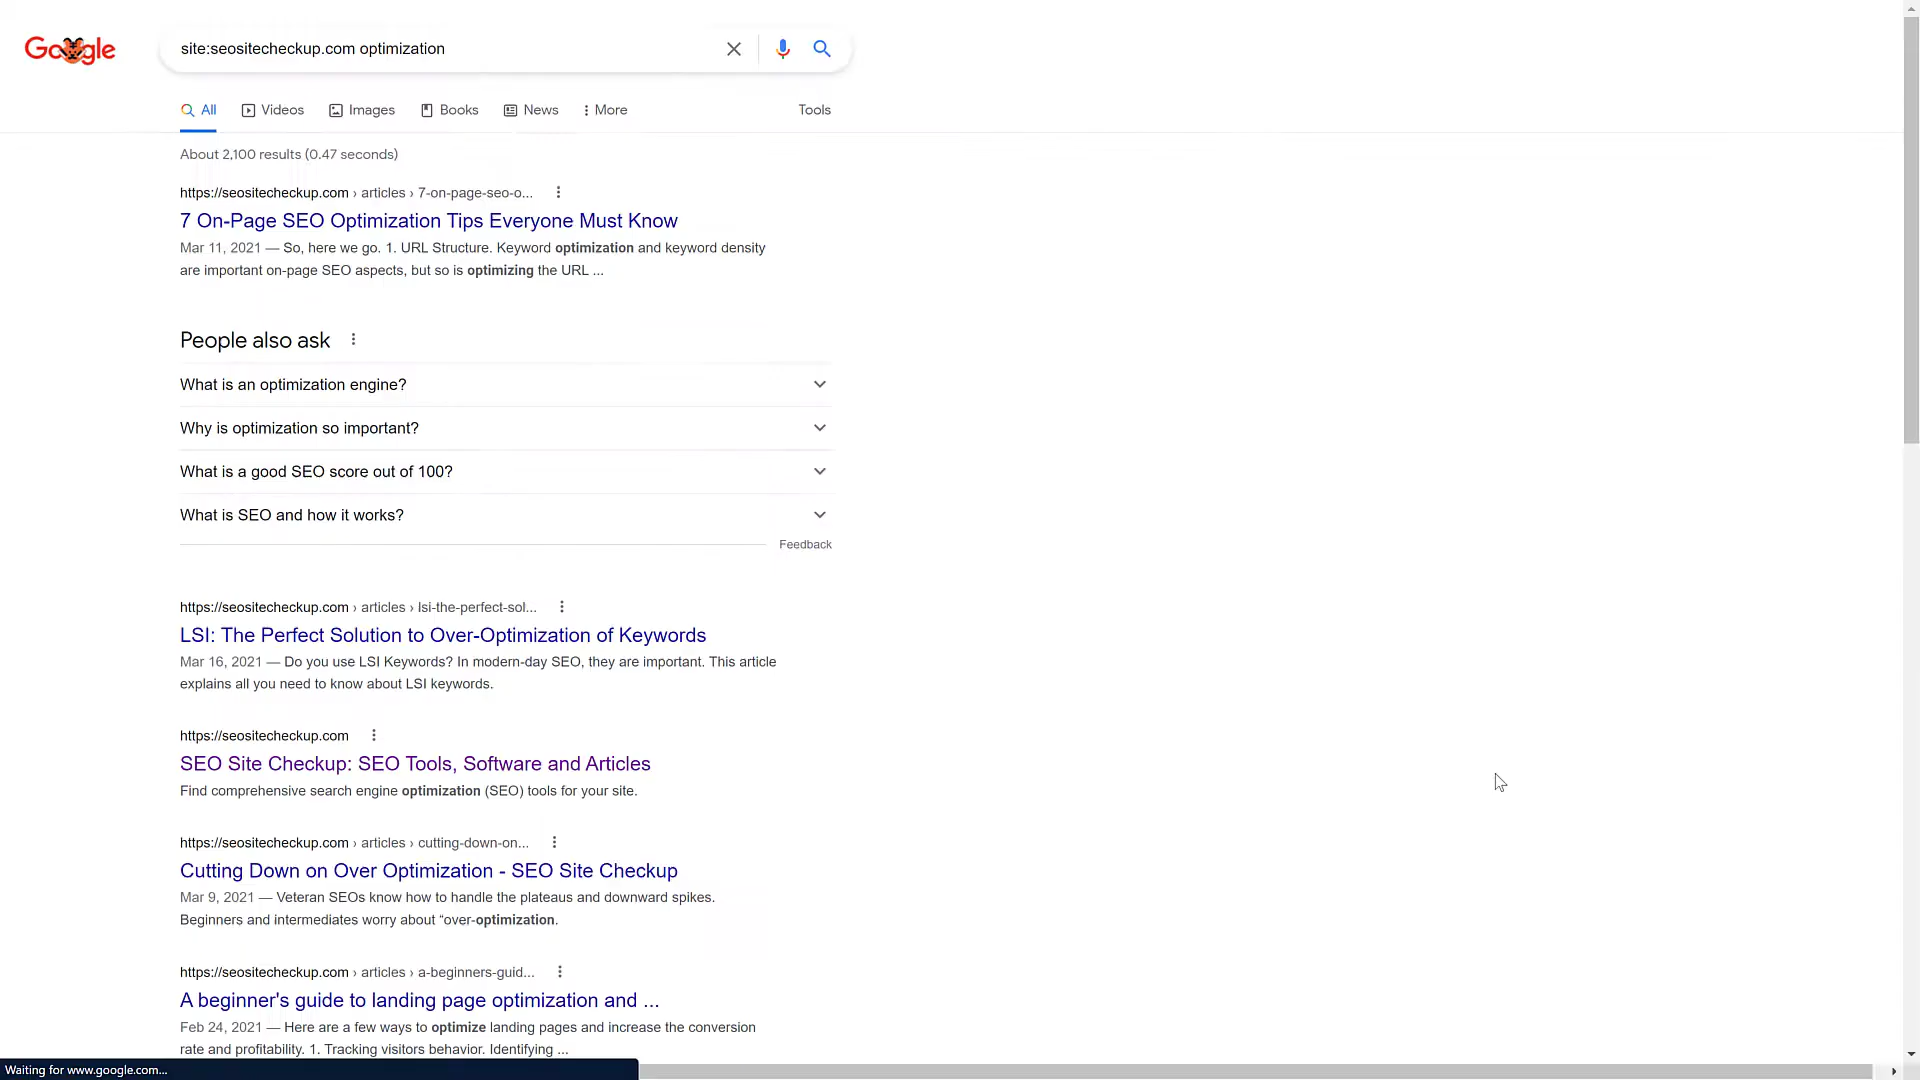 Google
site:seositecheckup.com optimization
All Videos Images Books News More Tools
About 2,100 results (0.47 seconds)
https://seositecheckup.com › articles › 7-on-page-seo-o...
7 On-Page SEO Optimization Tips Everyone Must Know
Mar 11, 2021 — So, here we go. 1. URL Structure. Keyword optimization and keyword density
are important on-page SEO aspects, but so is optimizing the URL ...
People also ask
What is an optimization engine?
Why is optimization so important?
What is a good SEO score out of 100?
What is SEO and how it works?
Feedback
https://seositecheckup.com › articles › lsi-the-perfect-sol...
LSI: The Perfect Solution to Over-Optimization of Keywords
Mar 16, 2021 — Do you use LSI Keywords? In modern-day SEO, they are important. This article
explains all you need to know about LSI keywords.
https://seositecheckup.com
SEO Site Checkup: SEO Tools, Software and Articles
Find comprehensive search engine optimization (SEO) tools for your site.
https://seositecheckup.com › articles › cutting-down-on...
Cutting Down on Over Optimization - SEO Site Checkup
Mar 9, 2021 — Veteran SEOs know how to handle the plateaus and downward spikes.
Beginners and intermediates worry about “over-optimization.
https://seositecheckup.com › articles › a-beginners-guid...
A beginner's guide to landing page optimization and ...
Feb 24, 2021 — Here are a few ways to optimize landing pages and increase the conversion
rate and profitability. 1. Tracking visitors behavior. Identifying ...
Waiting for www.google.com...